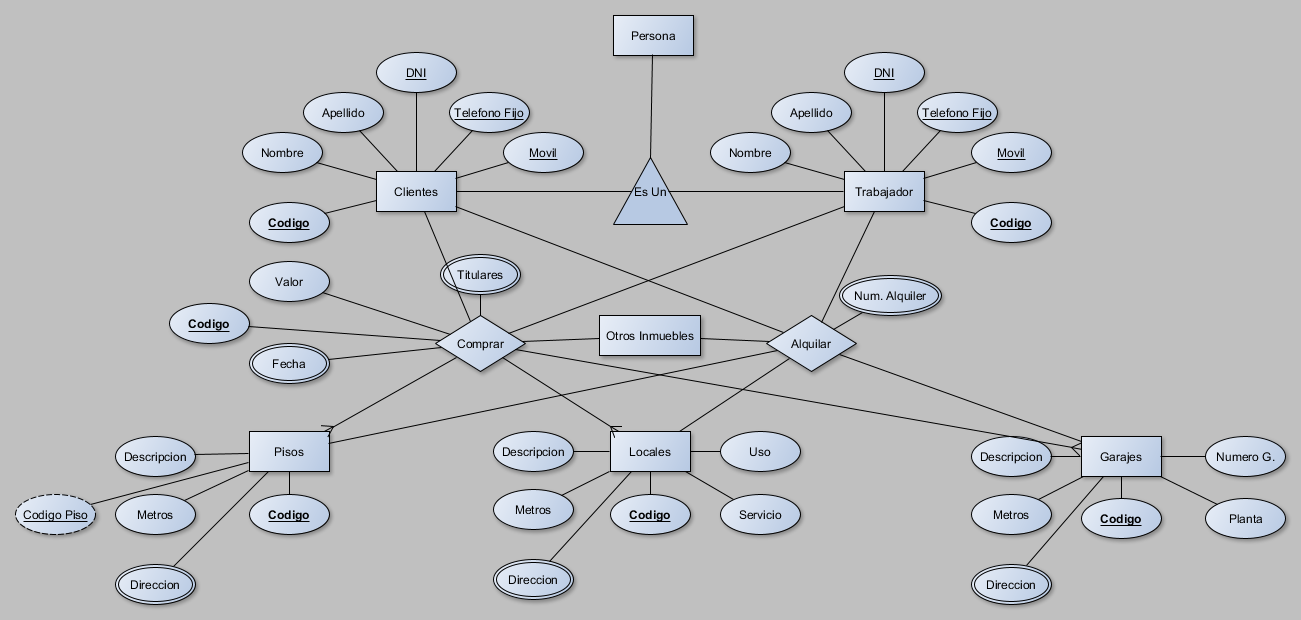 Persona
DNI
DNI
Apellido
Telefono Fijo
Apellido
Telefono Fijo
Nombre
Movil
Nombre
Movil
Clientes
Es Un
Trabajador
Codigo
Codigo
Valor
Titulares
Num. Alquiler
Codigo
Otros Inmuebles
Comprar
Alquilar
Fecha
Descripcion
Pisos
Descripcion
Locales
Uso
Descripcion
Garajes
Numero G.
Codigo Piso
Metros
Codigo
Metros
Codigo
Servicio
Metros
Codigo
Planta
Direccion
Direccion
Direccion